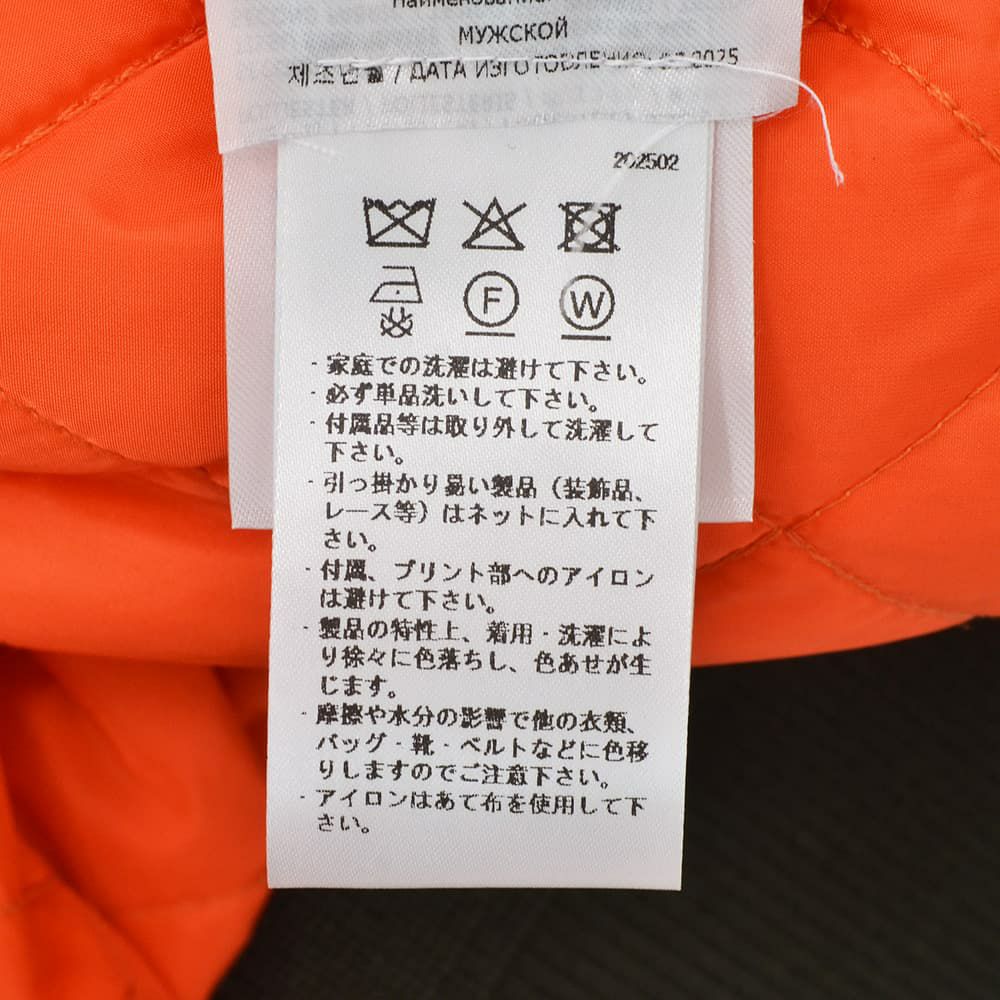 МУЖСКОЙ
제조년월 / ДАТА ИЗГОТОВЛЕНИЯ: 02.2025
202502
F
W
· 家庭での洗濯は避けて下さい。
· 必ず単品洗いして下さい。
· 付属品等は取り外して洗濯して
下さい。
· 引っ掛かり易い製品（装飾品、
レース等）はネットに入れて下
さい。
· 付属、プリント部へのアイロン
は避けて下さい。
· 製品の特性上、着用・洗濯によ
り徐々に色落ちし、色あせが生
じます。
· 摩擦や水分の影響で他の衣類、
バッグ・靴・ベルトなどに色移
りしますのでご注意下さい。
· アイロンはあて布を使用して下
さい。